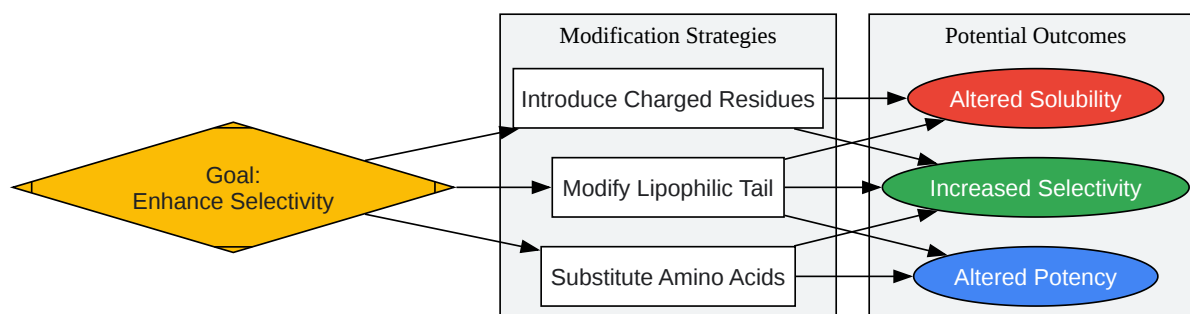 Modification Strategies
Potential Outcomes
Introduce Charged Residues
Altered Solubility
Goal:
Enhance Selectivity
Modify Lipophilic Tail
Increased Selectivity
Substitute Amino Acids
Altered Potency